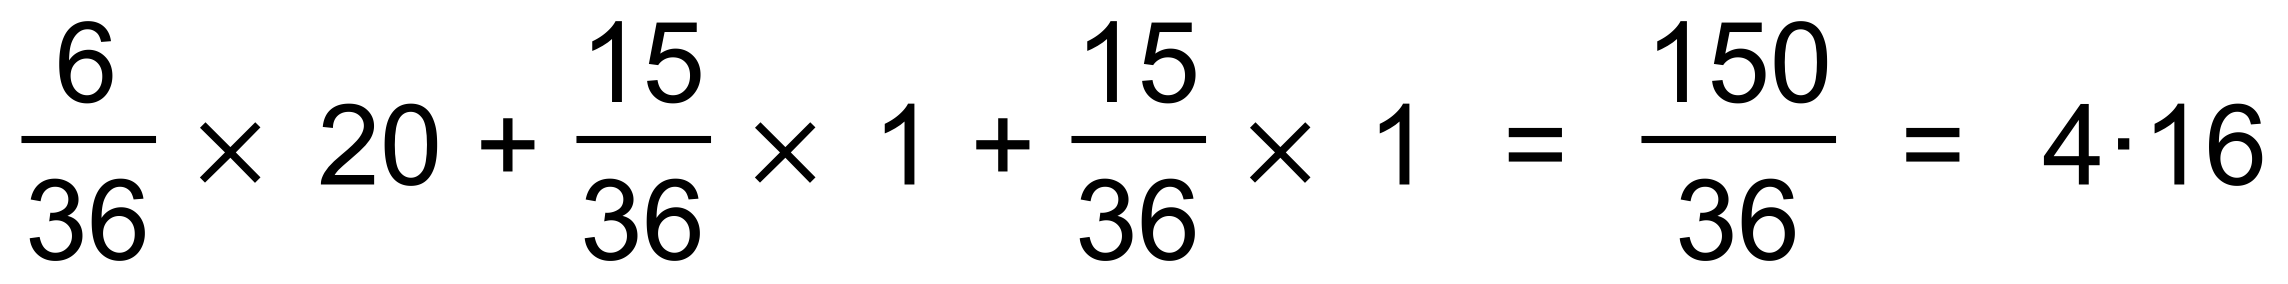 6/36 × 20 + 15/36 × 1 + 15/36 × 1 = 150/36 = 4·16